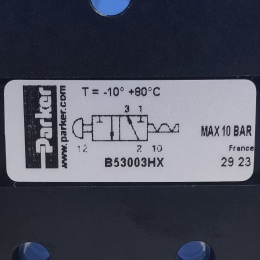 Parker
www.parker.com
T = -10° +80°C
3 1
12 2 10
MAX 10 BAR
France
B53003HX
29 23